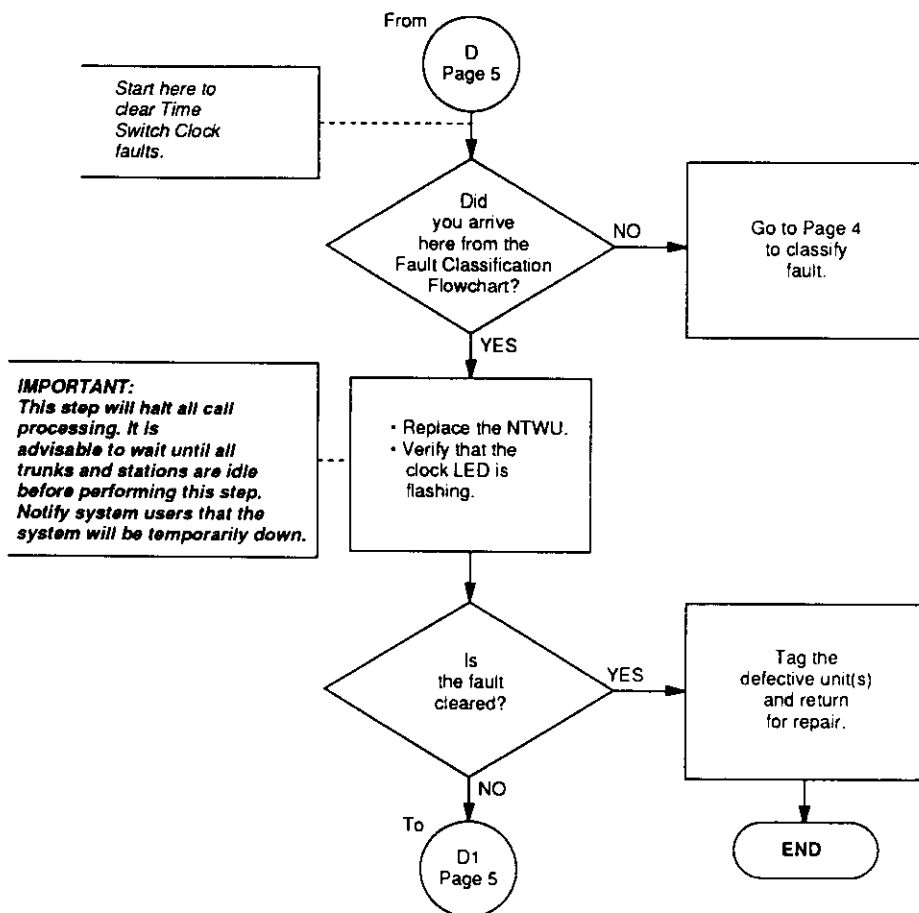 From
D
Page 5
Start here to
clear Time
Switch Clock
faults.
Did
you arrive
here from the
Fault Classification
Flowchart?
NO
Go to Page 4
to classify
fault.
YES
IMPORTANT:
This step will halt all call
processing. It is
advisable to wait until all
trunks and stations are idle
before performing this step.
Notify system users that the
system will be temporarily down.
• Replace the NTWU.
• Verify that the
clock LED is
flashing.
Is
the fault
cleared?
YES
Tag the
defective unit(s)
and return
for repair.
NO
To
D1
Page 5
END